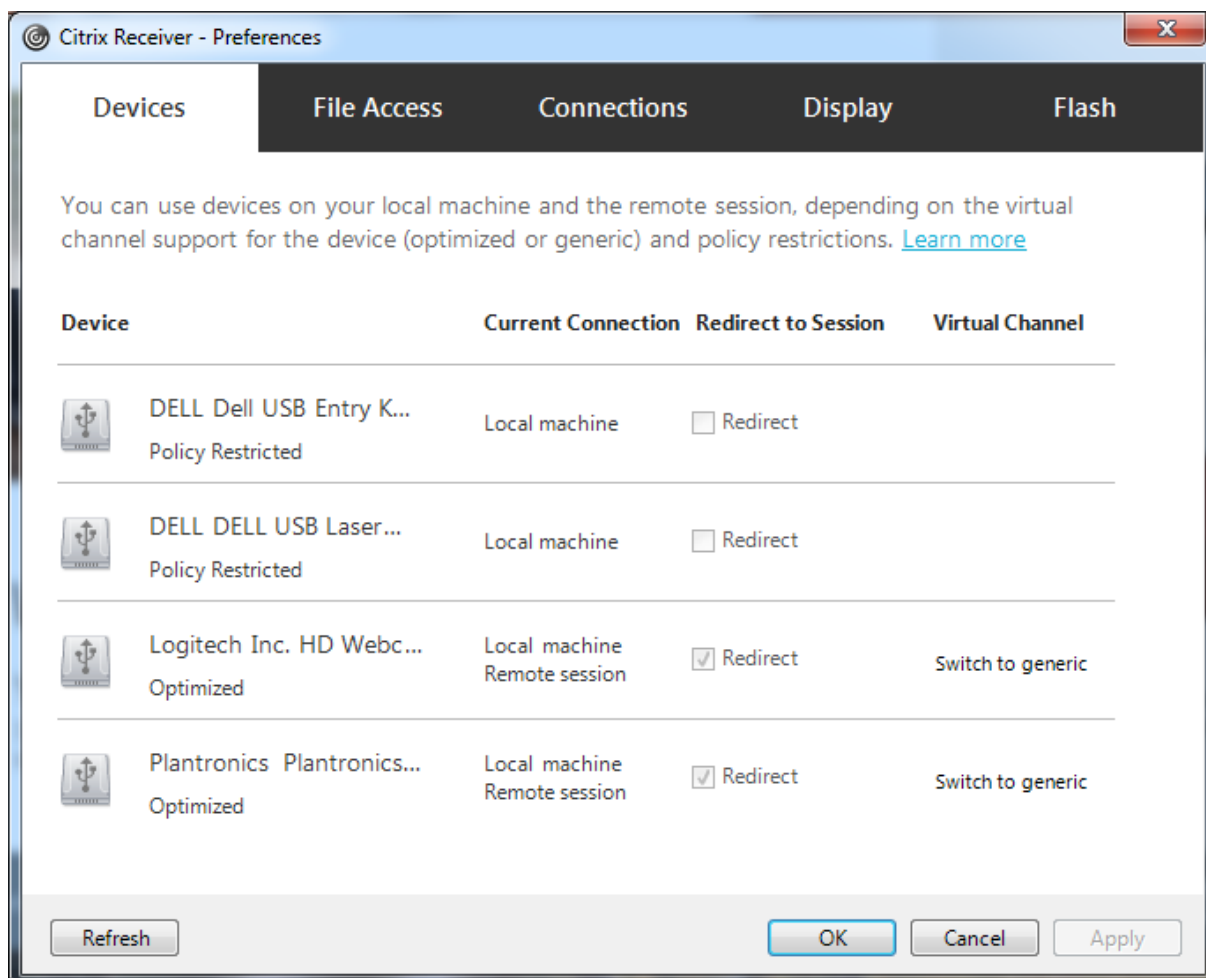 Citrix Receiver - Preferences
Devices File Access Connections Display Flash
You can use devices on your local machine and the remote session, depending on the virtual
channel support for the device (optimized or generic) and policy restrictions. Learn more
Device Current Connection Redirect to Session Virtual Channel
DELL Dell USB Entry K...
Policy Restricted
Local machine
Redirect
DELL DELL USB Laser...
Policy Restricted
Local machine
Redirect
Logitech Inc. HD Webc...
Optimized
Local machine
Remote session
Redirect
Switch to generic
Plantronics Plantronics...
Optimized
Local machine
Remote session
Redirect
Switch to generic
Refresh OK Cancel Apply